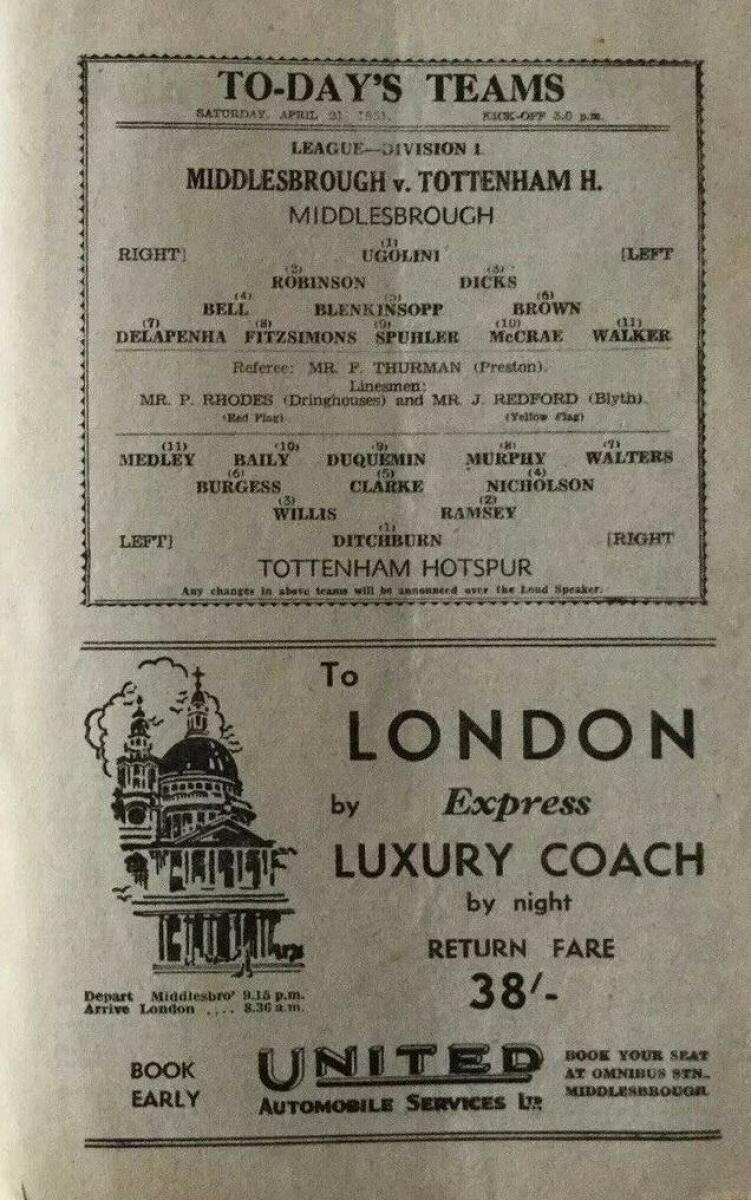 TO-DAY'S TEAMS
SATURDAY, APRIL 21, 1951. KICK-OFF 3.0 p.m.
LEAGUE—DIVISION 1.
MIDDLESBROUGH v. TOTTENHAM H.
MIDDLESBROUGH
(1)
RIGHT] UGOLINI [LEFT
(2) (3)
ROBINSON DICKS
(4) (5) (6)
BELL BLENKINSOPP BROWN
(7) (8) (9) (10) (11)
DELAPENHA FITZSIMONS SPUHLER McCRAE WALKER
Referee: MR. F. THURMAN (Preston).
Linesmen:
MR. P. RHODES (Dringhouses) and MR. J. REDFORD (Blyth).
(Red Flag) (Yellow Flag)
(11) (10) (9) (8) (7)
MEDLEY BAILY DUQUEMIN MURPHY WALTERS
(6) (5) (4)
BURGESS CLARKE NICHOLSON
(3) (2)
WILLIS RAMSEY
(1)
LEFT] DITCHBURN [RIGHT
TOTTENHAM HOTSPUR
Any changes in above teams will be announced over the Loud Speaker.
To
LONDON
by Express
LUXURY COACH
by night
RETURN FARE
38/-
Depart Middlesbro' 9.15 p.m.
Arrive London .... 8.36 a.m.
BOOK
EARLY
UNITED
AUTOMOBILE SERVICES LTD.
BOOK YOUR SEAT
AT OMNIBUS STN.,
MIDDLESBROUGH.